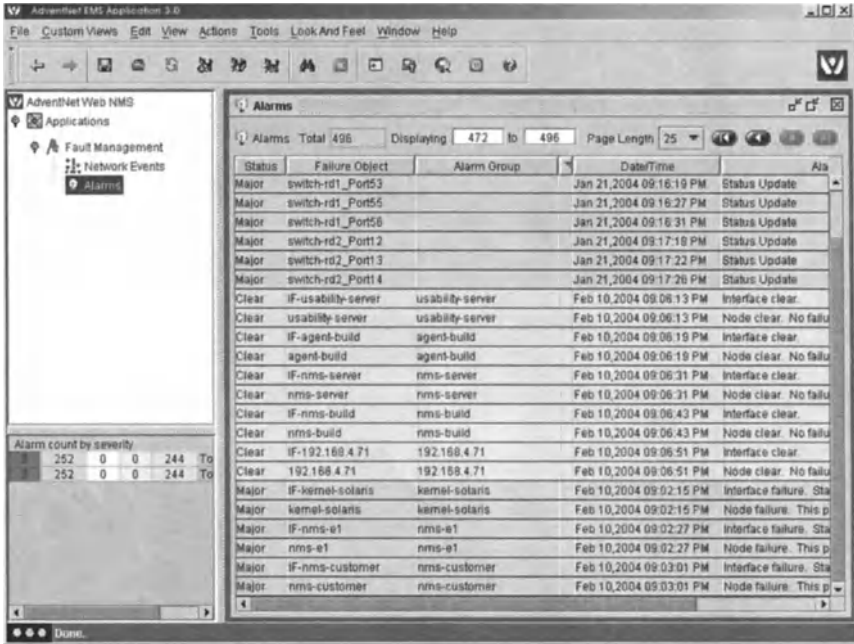 AdventNet EMS Application 3.0
File Custom Views Edit View Actions Tools Look And Feel Window Help
AdventNet Web NMS
Applications
Fault Management
Network Events
Alarms
Alarm count by severity
252 0 0 244 To
252 0 0 244 To
Alarms
Alarms Total 496 Displaying 472 to 496 Page Length 25
Status Failure Object Alarm Group Date/Time Ala
Major switch-rd1_Port53 Jan 21,2004 09:16:19 PM Status Update
Major switch-rd1_Port55 Jan 21,2004 09:16:27 PM Status Update
Major switch-rd1_Port56 Jan 21,2004 09:16:31 PM Status Update
Major switch-rd2_Port12 Jan 21,2004 09:17:18 PM Status Update
Major switch-rd2_Port13 Jan 21,2004 09:17:22 PM Status Update
Major switch-rd2_Port14 Jan 21,2004 09:17:26 PM Status Update
Clear IF-usability-server usability-server Feb 10,2004 09:06:13 PM Interface clear.
Clear usability-server usability-server Feb 10,2004 09:06:13 PM Node clear. No failu
Clear IF-agent-build agent-build Feb 10,2004 09:06:19 PM Interface clear.
Clear agent-build agent-build Feb 10,2004 09:06:19 PM Node clear. No failu
Clear IF-nms-server nms-server Feb 10,2004 09:06:31 PM Interface clear.
Clear nms-server nms-server Feb 10,2004 09:06:31 PM Node clear. No failu
Clear IF-nms-build nms-build Feb 10,2004 09:06:43 PM Interface clear.
Clear nms-build nms-build Feb 10,2004 09:06:43 PM Node clear. No failu
Clear IF-192.168.4.71 192.168.4.71 Feb 10,2004 09:06:51 PM Interface clear.
Clear 192.168.4.71 192.168.4.71 Feb 10,2004 09:06:51 PM Node clear. No failu
Major IF-kernel-solaris kernel-solaris Feb 10,2004 09:02:15 PM Interface failure. Sta
Major kernel-solaris kernel-solaris Feb 10,2004 09:02:15 PM Node failure. This p
Major IF-nms-e1 nms-e1 Feb 10,2004 09:02:27 PM Interface failure. Sta
Major nms-e1 nms-e1 Feb 10,2004 09:02:27 PM Node failure. This p
Major IF-nms-customer nms-customer Feb 10,2004 09:03:01 PM Interface failure. Sta
Major nms-customer nms-customer Feb 10,2004 09:03:01 PM Node failure. This p
Done.